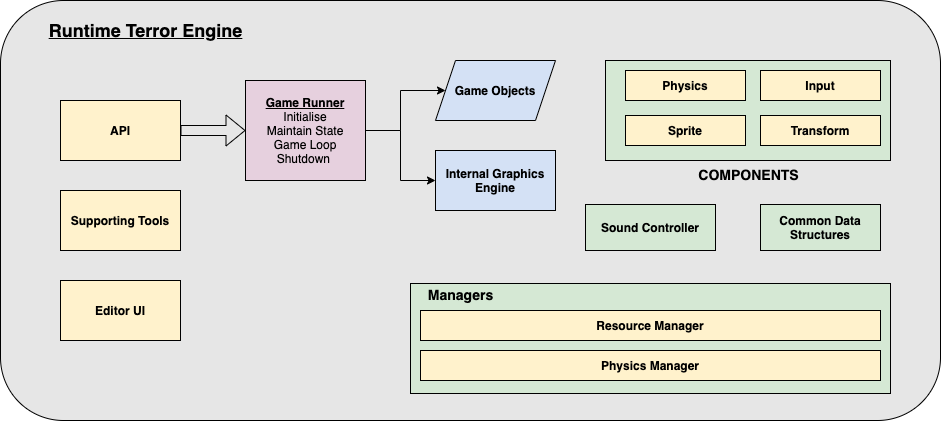 Runtime Terror Engine
API
Supporting Tools
Editor UI
Game Runner
Initialise
Maintain State
Game Loop
Shutdown
Game Objects
Internal Graphics
Engine
Physics
Input
Sprite
Transform
COMPONENTS
Sound Controller
Common Data
Structures
Managers
Resource Manager
Physics Manager